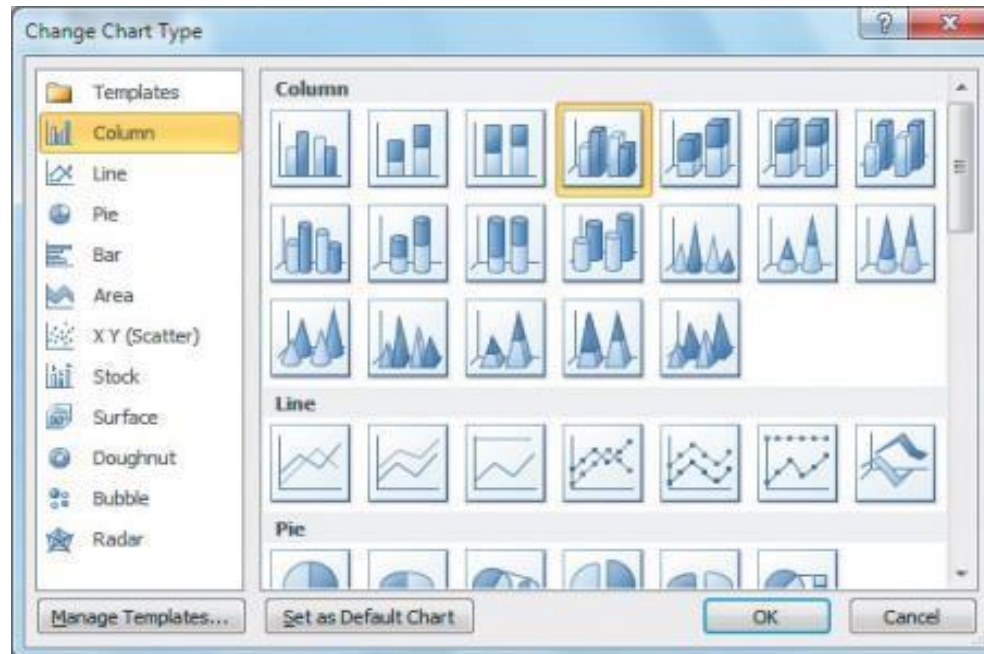 Change Chart Type
Templates
Column
Line
Pie
Bar
Area
X Y (Scatter)
Stock
Surface
Doughnut
Bubble
Radar
Manage Templates...
Column
Line
Pie
Set as Default Chart
OK
Cancel